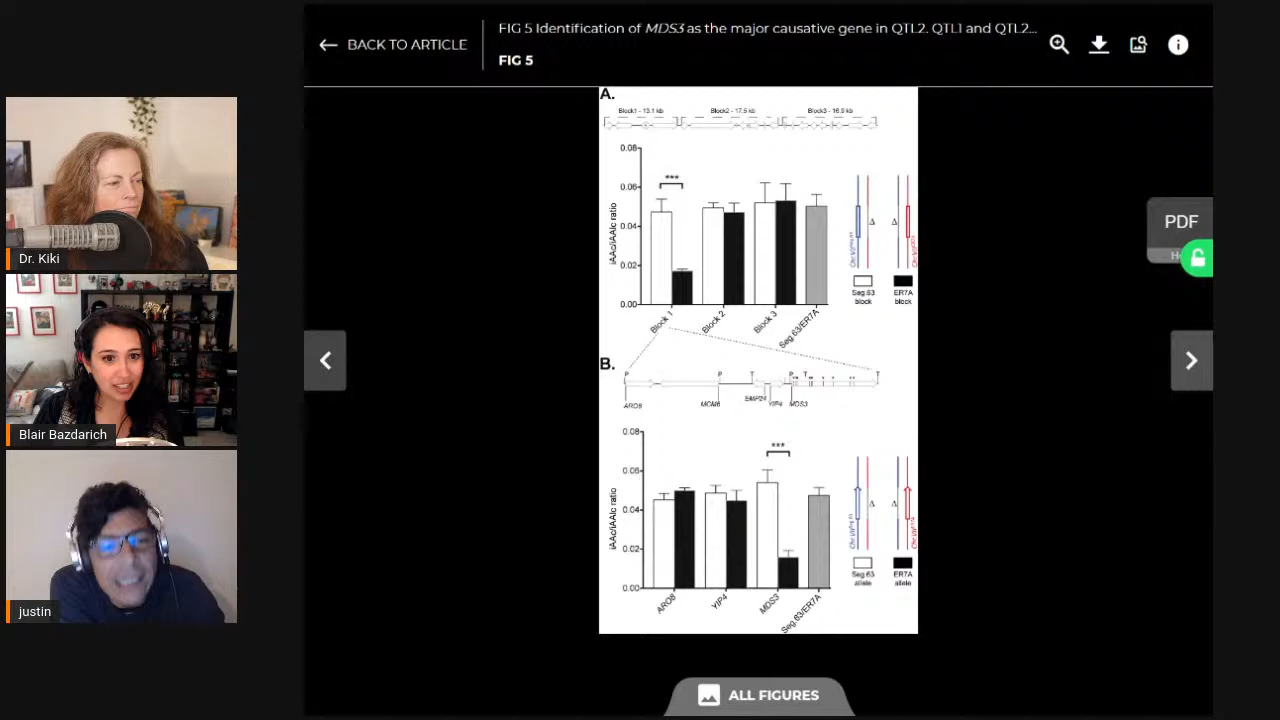 BACK TO ARTICLE
FIG 5 Identification of MDS3 as the major causative gene in QTL2. QTL1 and QTL2...
FIG 5
Dr. Kiki
Blair Bazdarich
justin
PDF
A.
Block1 - 13.1 kb
Block2 - 17.5 kb
Block3 - 16.9 kb
0.08
0.06
0.04
0.02
0.00
iAAc/iAAlc ratio
***
Block 1
Block 2
Block 3
Seg.63/ER7A
Δ
Δ
Seg.63
block
ER7A
block
B.
P
P
T
P
T
T
ARO8
MCM6
EMP24
YIP4
MDS3
0.08
0.06
0.04
0.02
0.00
iAAc/iAAlc ratio
***
ARO8
YIP4
MDS3
Seg.63/ER7A
Δ
Δ
Seg.63
allele
ER7A
allele
ALL FIGURES